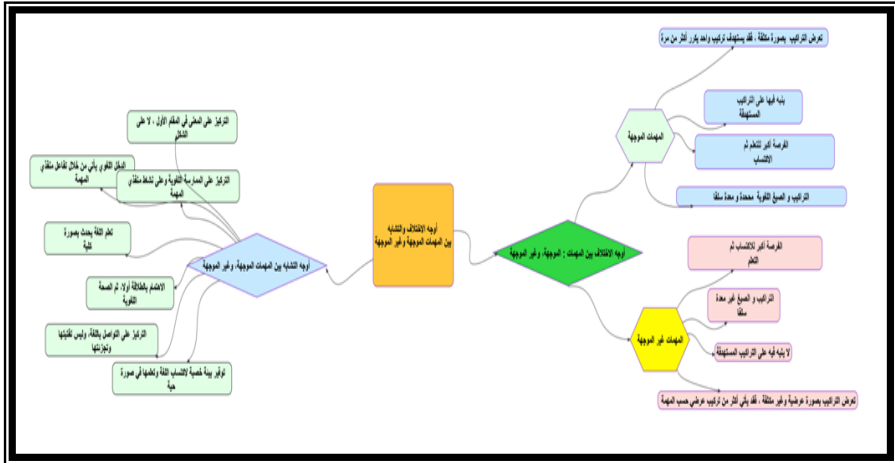 أوجه الاختلاف والتشابه
بين المهمات الموجهة وغير الموجهة
أوجه الاختلاف بين المهمات : الموجهة، وغير الموجهة
المهمات الموجهة
تعرض التراكيب بصورة مكثفة ، فقد يستهدف تركيب واحد يكرر أكثر من مرة
ينبه فيها على التراكيب
المستهدفة
الفرصة أكبر للتعلم ثم
الاكتساب
التراكيب و الصيغ اللغوية محددة و معدة سلفا
المهمات غير الموجهة
الفرصة أكبر للاكتساب ثم
التعلم
التراكيب و الصيغ غير معدة
سلفا
لا ينبه فيه على التراكيب المستهدفة
تعرض التراكيب بصورة عرضية وغير مكثفة ، فقد يأتي أكثر من تركيب عرضي حسب المهمة
أوجه التشابه بين المهمات الموجهة، وغير الموجهة
التركيز على المعنى في المقام الأول ، لا على
الشكل
الدخل اللغوي يأتي من خلال تفاعل منفذي
المهمة
التركيز على الممارسة اللغوية وعلى نشاط منفذي
المهمة
تعلم اللغة يحدث بصورة
كلية
الاهتمام بالطلاقة أولا، ثم الصحة
اللغوية
التركيز على التواصل باللغة، وليس تفتيتها
وتجزئتها
توفير بيئة خصبة لاكتساب اللغة وتعلمها في صورة
حية